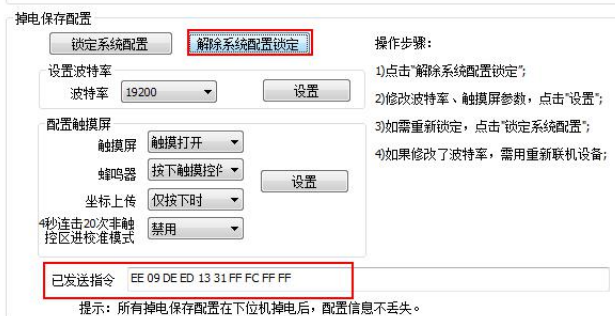 掉电保存配置
锁定系统配置 解除系统配置锁定
操作步骤:
设置波特率
波特率 19200 设置
1)点击"解除系统配置锁定";
2)修改波特率、触摸屏参数，点击"设置";
3)如需重新锁定，点击"锁定系统配置";
4)如果修改了波特率，需用重新联机设备;
配置触摸屏
触摸屏 触摸打开
蜂鸣器 按下触摸控
坐标上传 仅按下时
设置
4秒连击20次非触
控区进校准模式 禁用
已发送指令 EE 09 DE ED 13 31 FF FC FF FF
提示：所有掉电保存配置在下位机掉电后，配置信息不丢失。